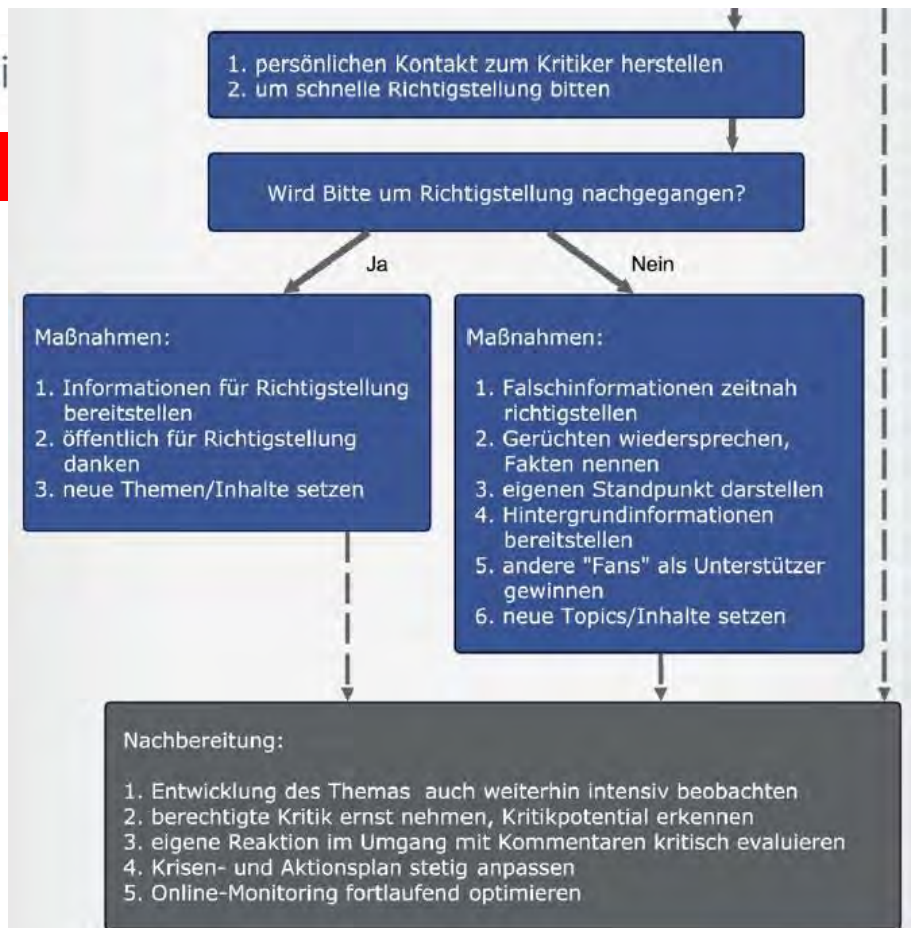 1. persönlichen Kontakt zum Kritiker herstellen
2. um schnelle Richtigstellung bitten
Wird Bitte um Richtigstellung nachgegangen?
Ja
Nein
Maßnahmen:
1. Informationen für Richtigstellung
bereitstellen
2. öffentlich für Richtigstellung
danken
3. neue Themen/Inhalte setzen
Maßnahmen:
1. Falschinformationen zeitnah
richtigstellen
2. Gerüchten wiedersprechen,
Fakten nennen
3. eigenen Standpunkt darstellen
4. Hintergrundinformationen
bereitstellen
5. andere "Fans" als Unterstützer
gewinnen
6. neue Topics/Inhalte setzen
Nachbereitung:
1. Entwicklung des Themas auch weiterhin intensiv beobachten
2. berechtigte Kritik ernst nehmen, Kritikpotential erkennen
3. eigene Reaktion im Umgang mit Kommentaren kritisch evaluieren
4. Krisen- und Aktionsplan stetig anpassen
5. Online-Monitoring fortlaufend optimieren